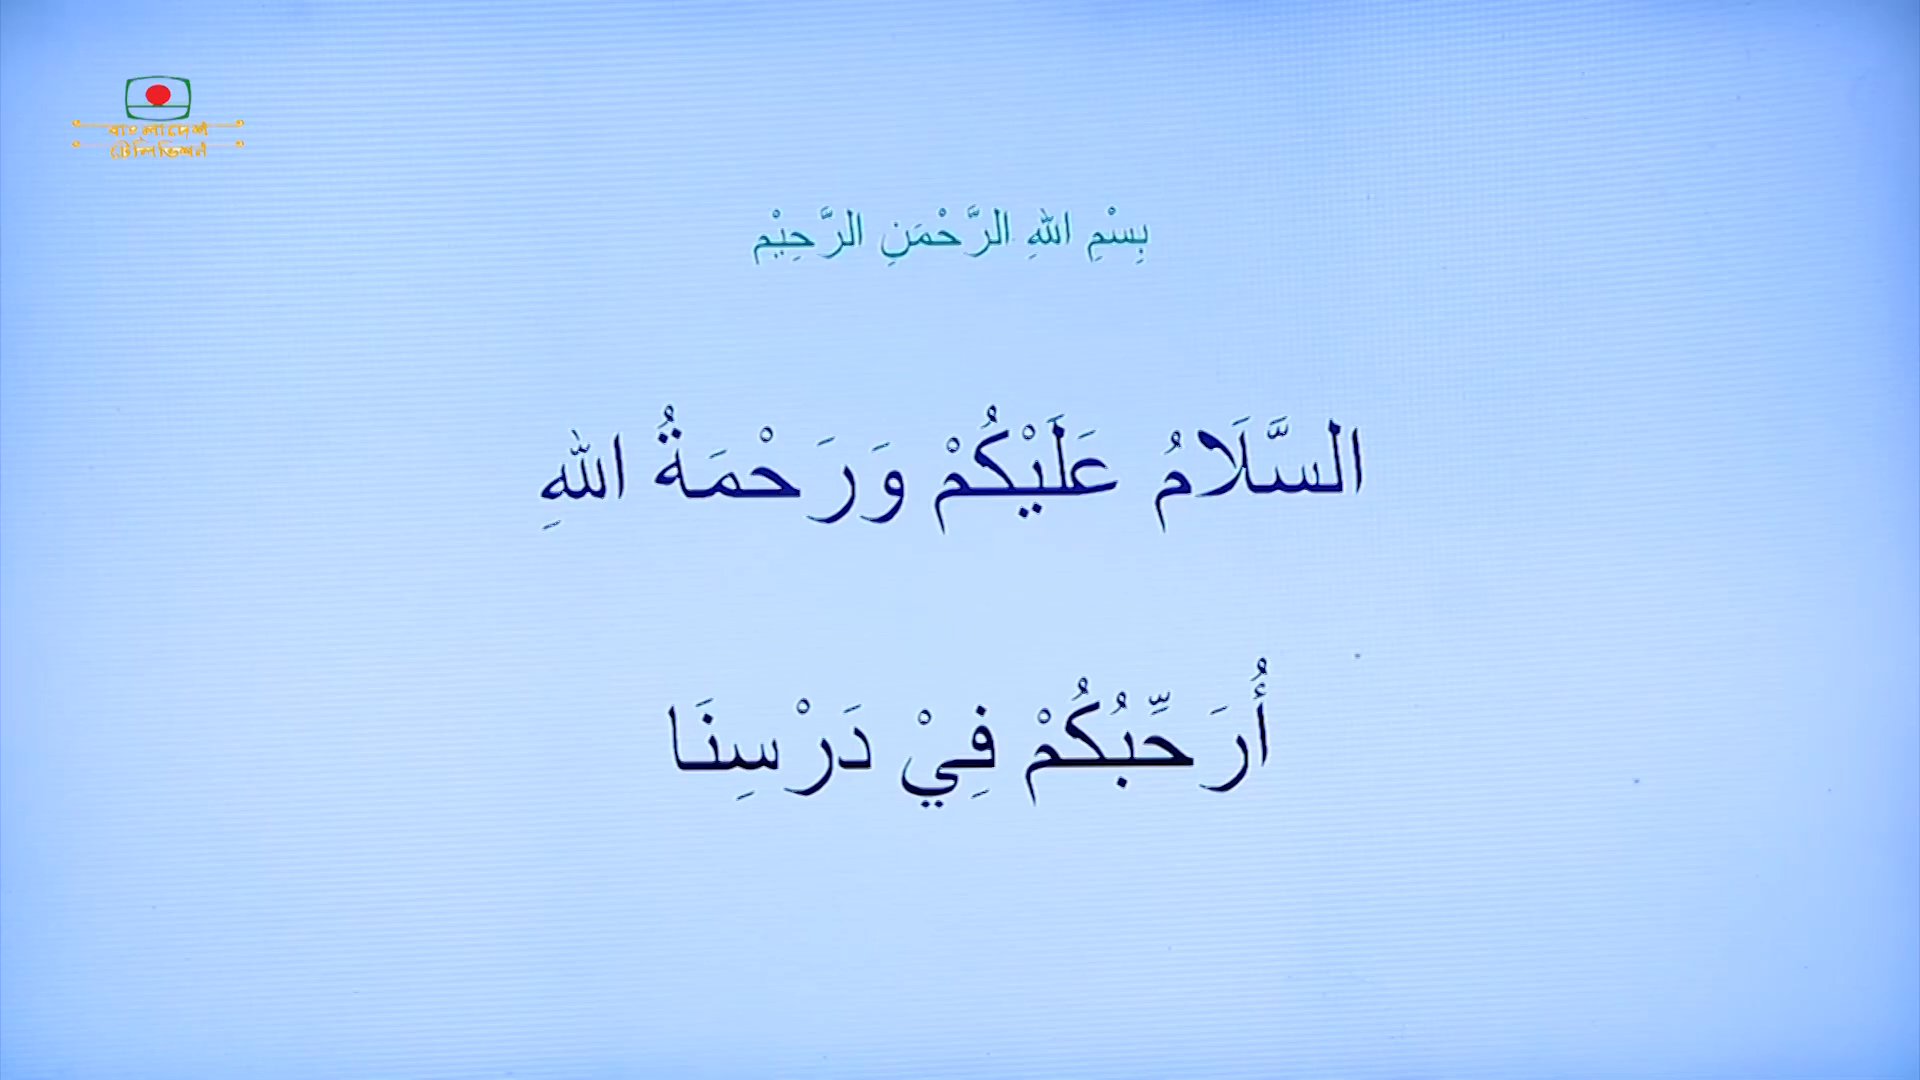 বাংলাদেশ
টেলিভিশন
بِسْمِ اللهِ الرَّحْمَنِ الرَّحِيْم
السَّلَامُ عَلَيْكُمْ وَرَحْمَةُ اللهِ
أُرَحِّبُكُمْ فِيْ دَرْسِنَا